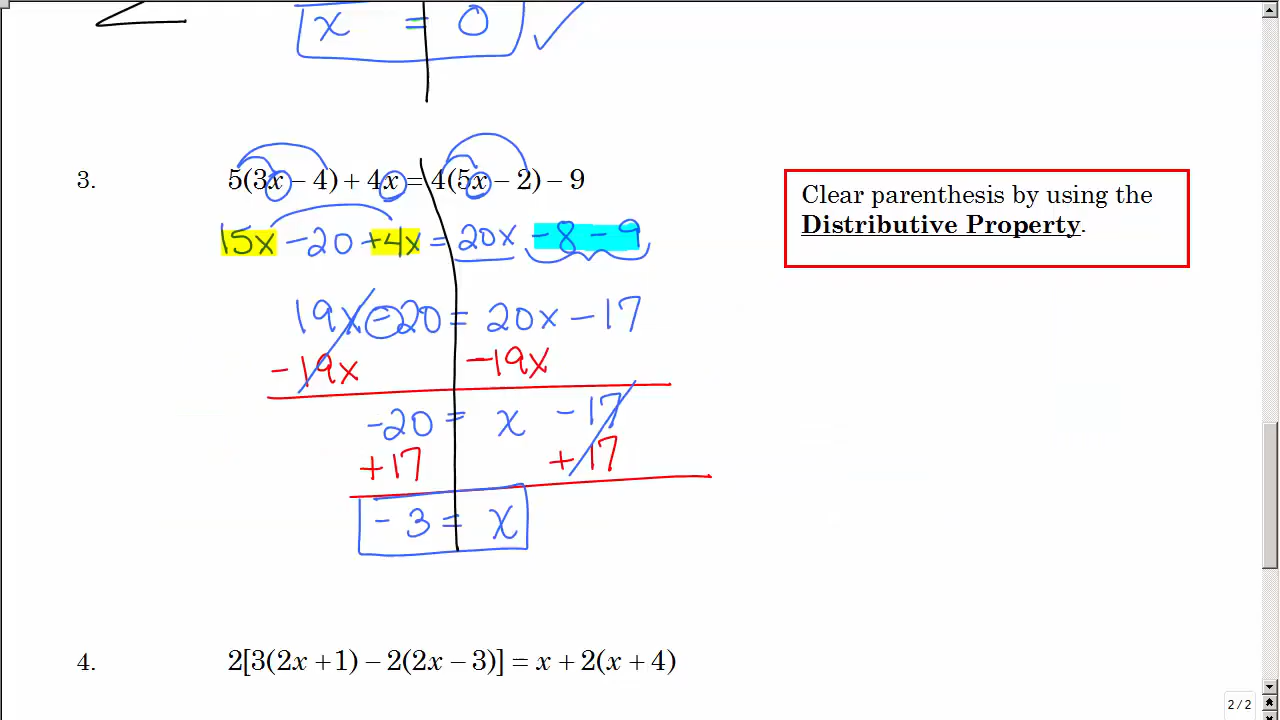 x = 0
3. 5(3x − 4) + 4x = 4(5x − 2) − 9
15x − 20 + 4x = 20x − 8 − 9
19x − 20 = 20x − 17
− 19x − 19x
−20 = x − 17
+17 + 17
− 3 = x
Clear parenthesis by using the
Distributive Property.
4. 2[3(2x + 1) − 2(2x − 3)] = x + 2(x + 4)
2 / 2